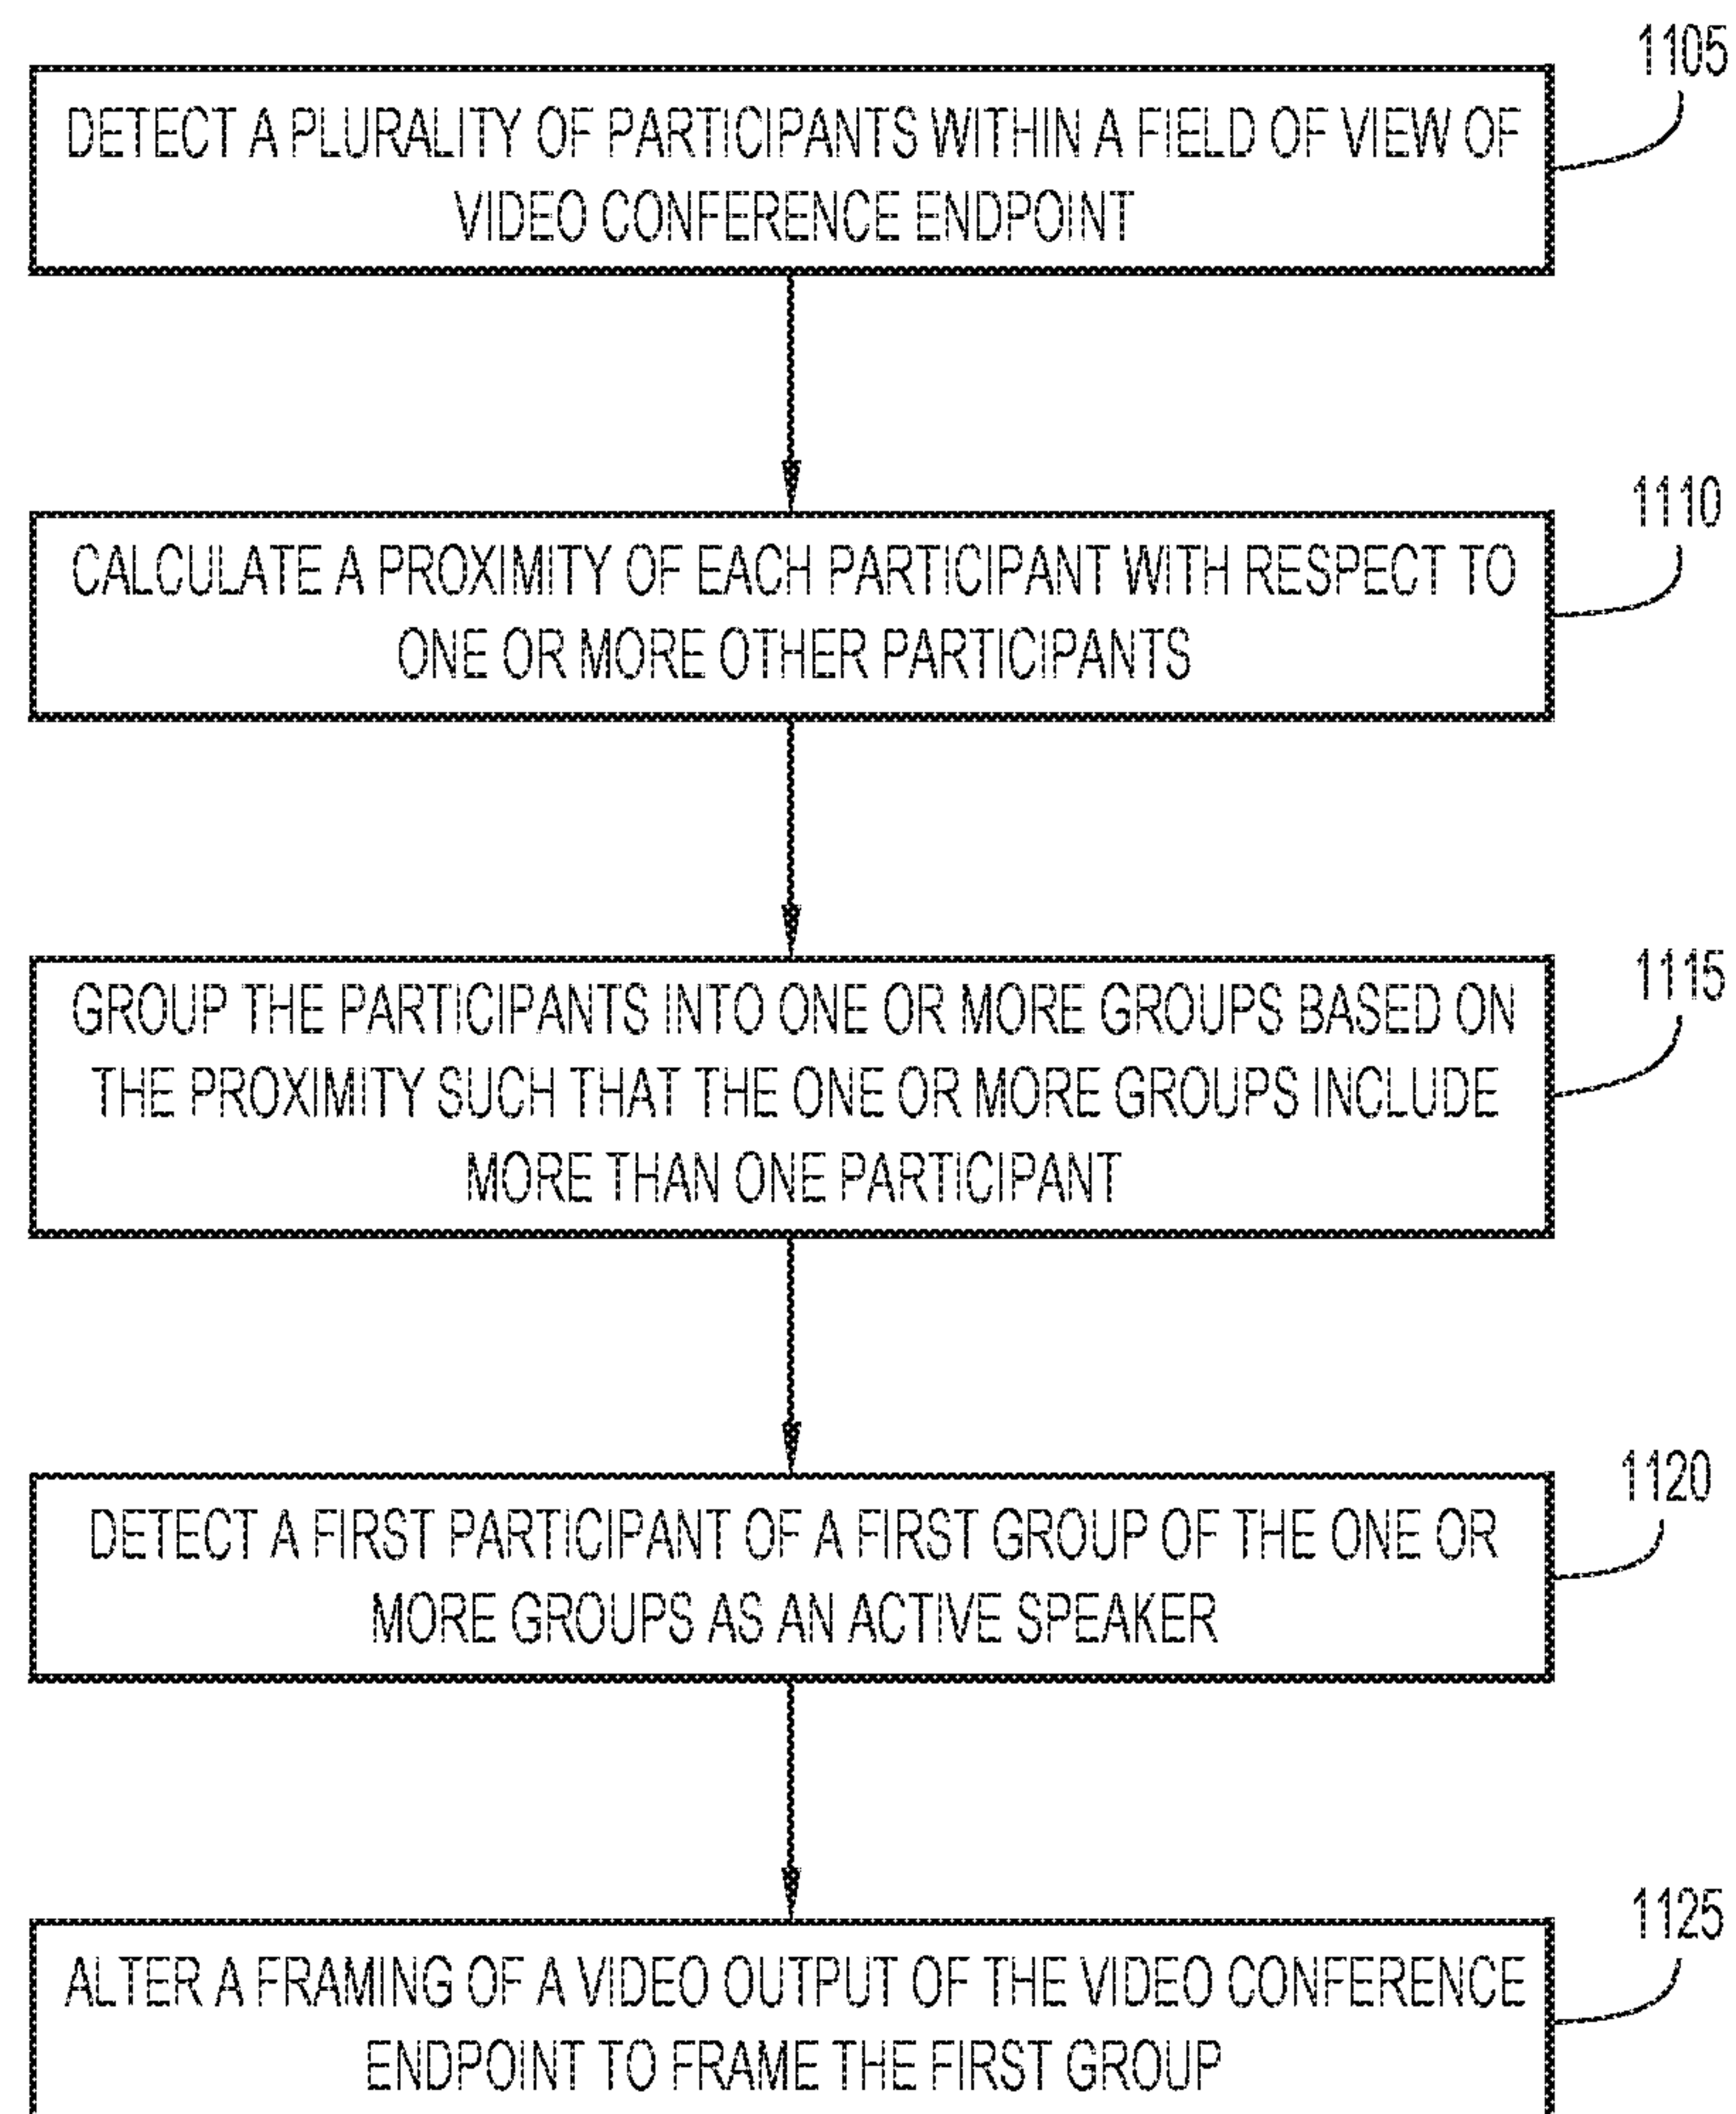 1105
DETECT A PLURALITY OF PARTICIPANTS WITHIN A FIELD OF VIEW OF
VIDEO CONFERENCE ENDPOINT
1110
CALCULATE A PROXIMITY OF EACH PARTICIPANT WITH RESPECT TO
ONE OR MORE OTHER PARTICIPANTS
1115
GROUP THE PARTICIPANTS INTO ONE OR MORE GROUPS BASED ON
THE PROXIMITY SUCH THAT THE ONE OR MORE GROUPS INCLUDE
MORE THAN ONE PARTICIPANT
1120
DETECT A FIRST PARTICIPANT OF A FIRST GROUP OF THE ONE OR
MORE GROUPS AS AN ACTIVE SPEAKER
1125
ALTER A FRAMING OF A VIDEO OUTPUT OF THE VIDEO CONFERENCE
ENDPOINT TO FRAME THE FIRST GROUP